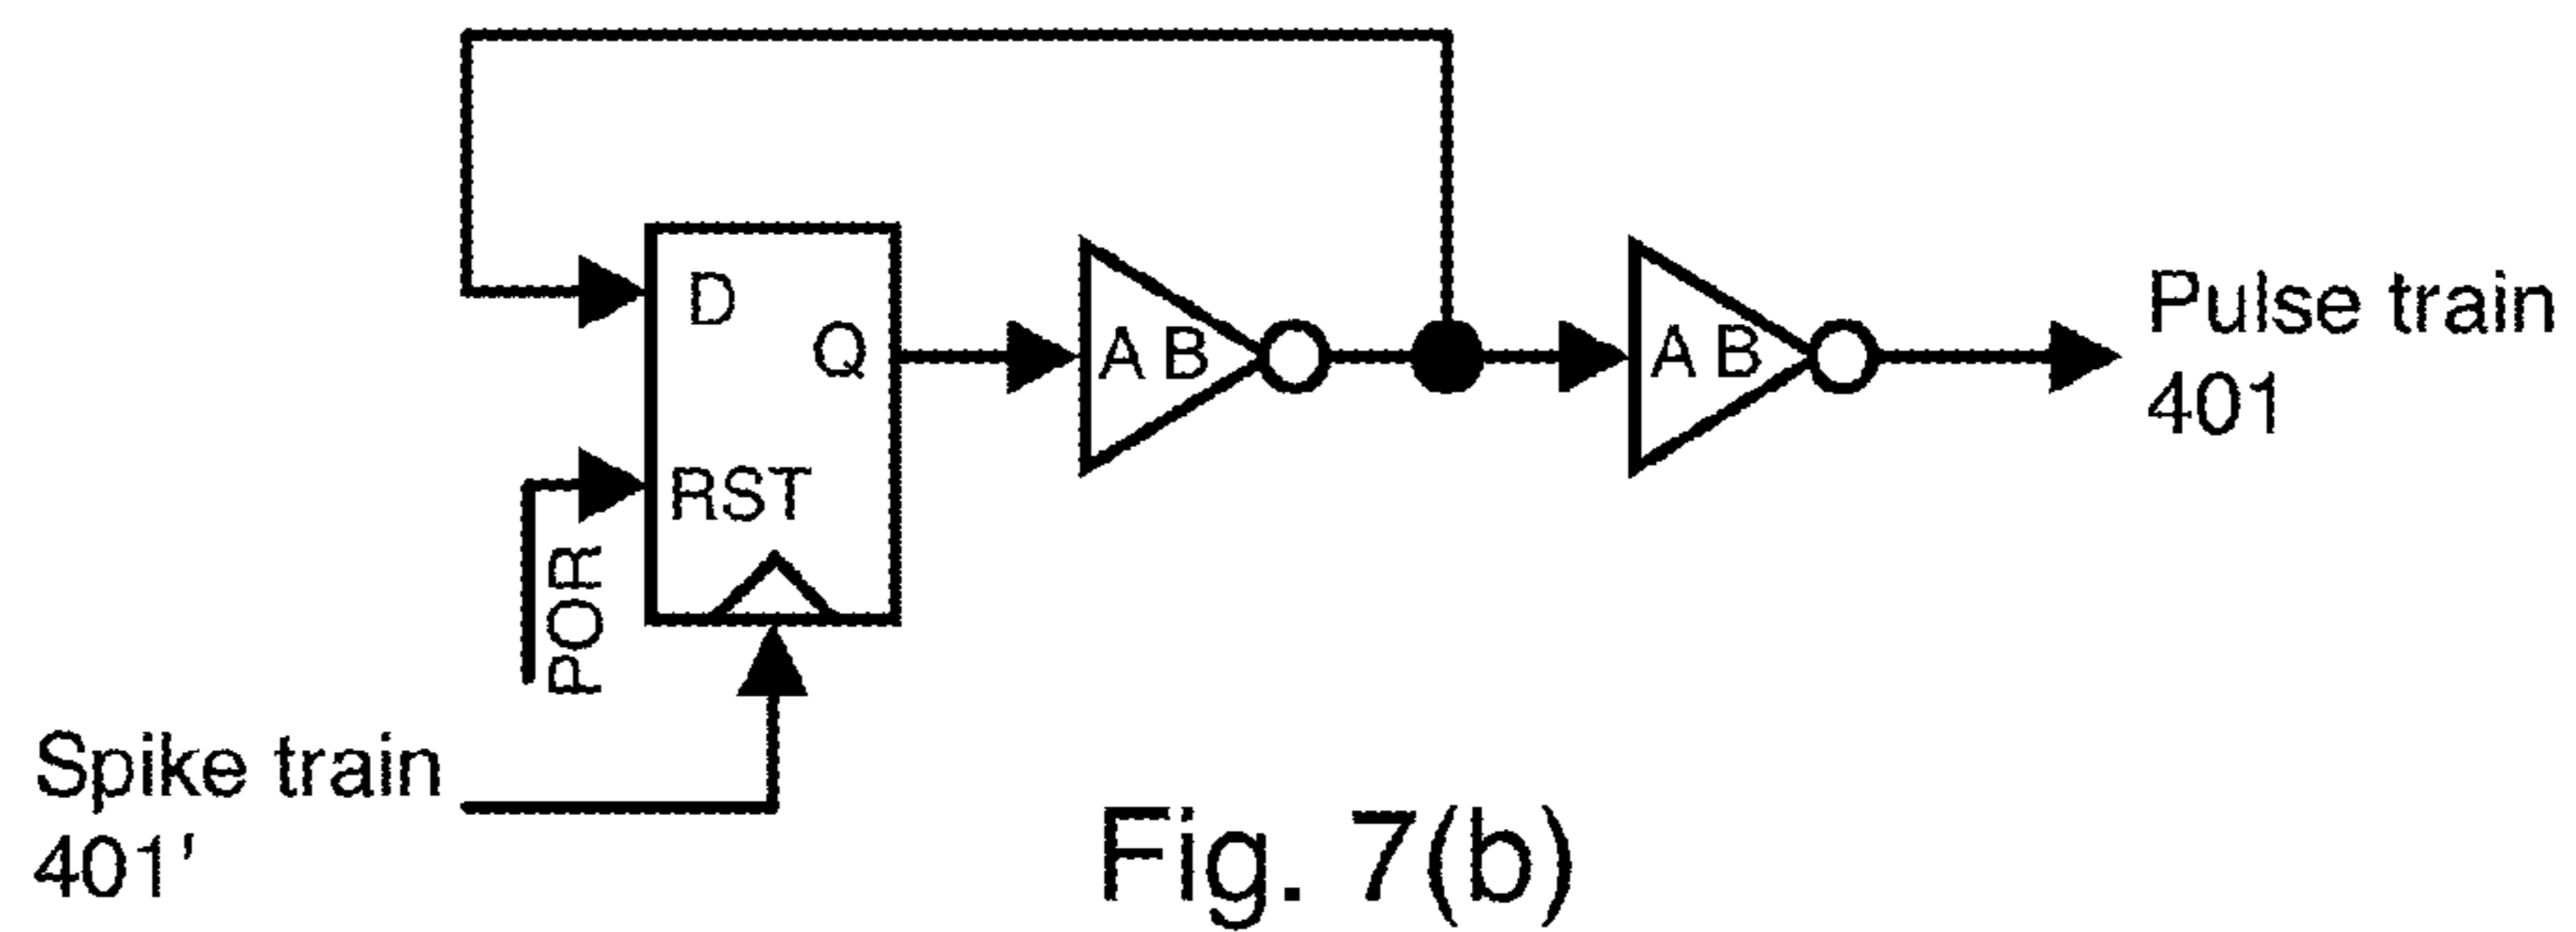 D
Q
A B
A B
Pulse train
401
RST
POR
Spike train
401'
Fig. 7(b)